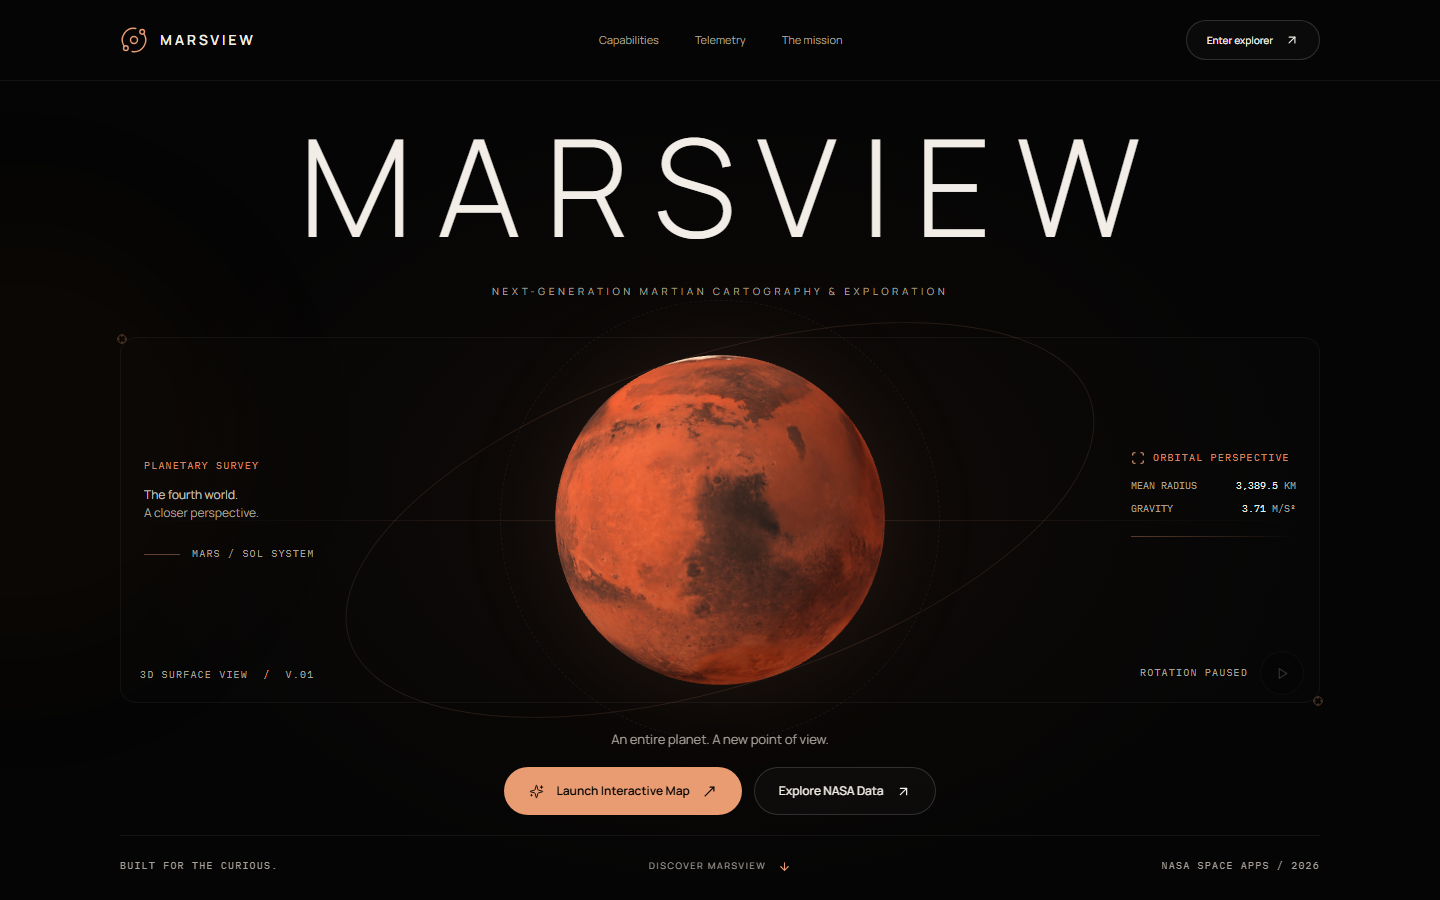 MARSVIEW
Capabilities
Telemetry
The mission
Enter explorer
MARSVIEW
NEXT-GENERATION MARTIAN CARTOGRAPHY & EXPLORATION
PLANETARY SURVEY
The fourth world.
A closer perspective.
MARS / SOL SYSTEM
3D SURFACE VIEW / V.01
ORBITAL PERSPECTIVE
MEAN RADIUS 3,389.5 KM
GRAVITY 3.71 M/S²
ROTATION PAUSED
An entire planet. A new point of view.
Launch Interactive Map
Explore NASA Data
BUILT FOR THE CURIOUS.
DISCOVER MARSVIEW
NASA SPACE APPS / 2026